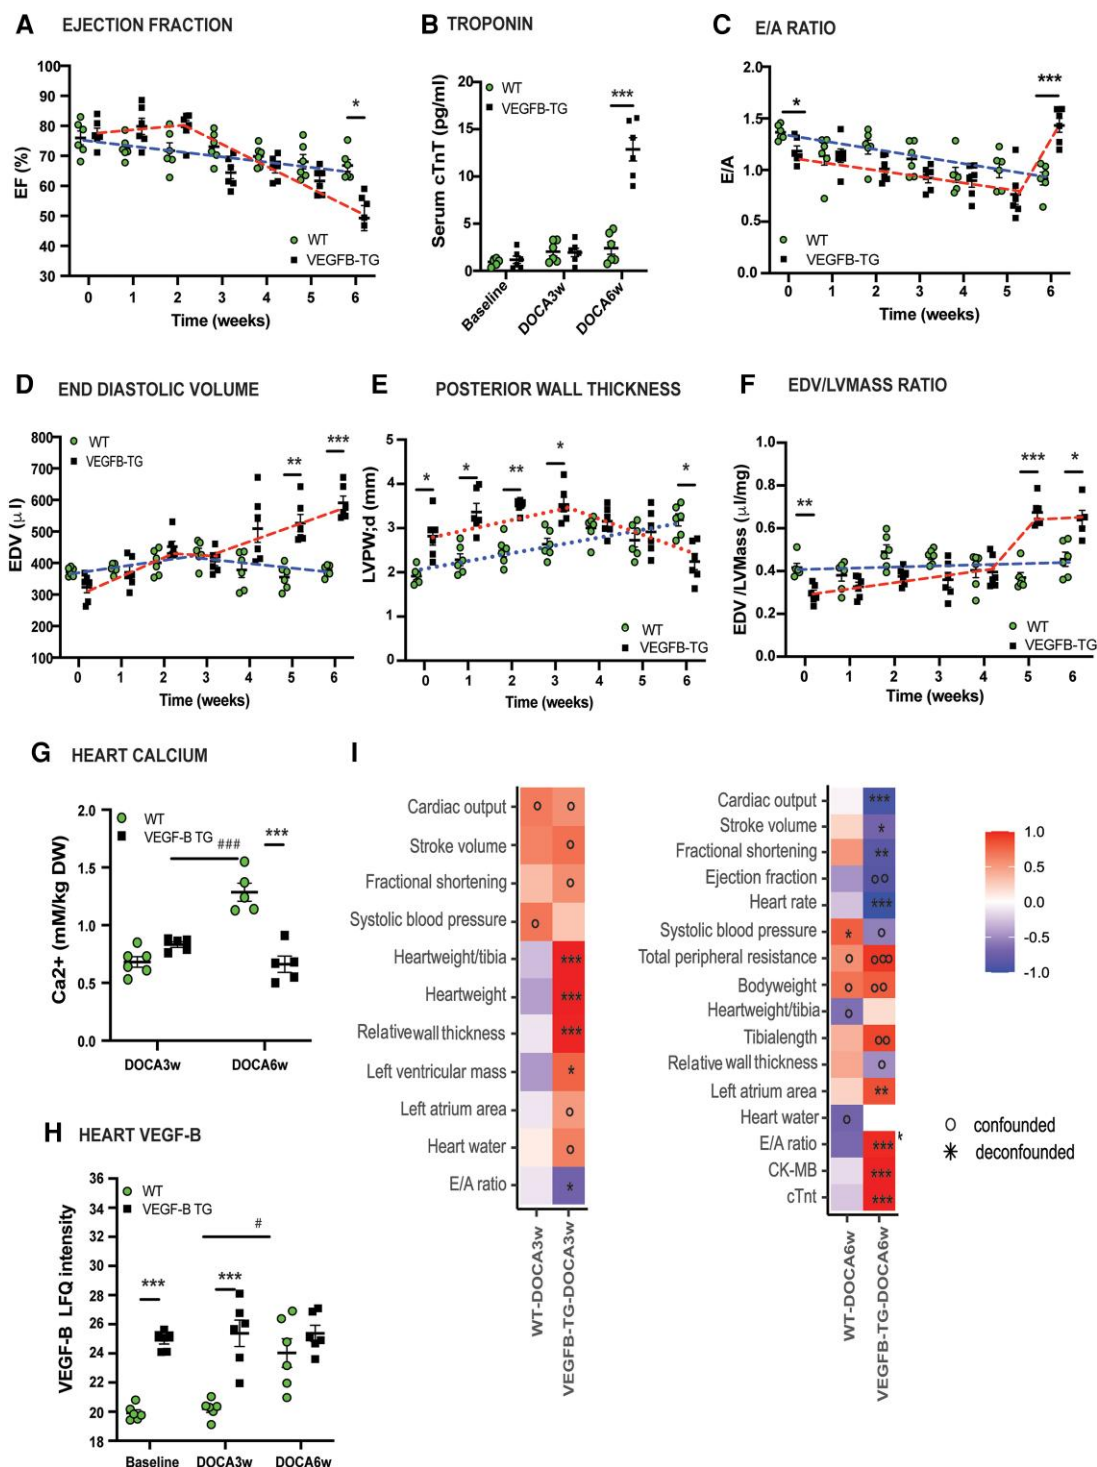 A EJECTION FRACTION
100
90
80
70
60
50
40
30
EF (%)
*
WT
VEGFB-TG
0 1 2 3 4 5 6
Time (weeks)
B TROPONIN
20
15
10
5
0
Serum cTnT (pg/ml)
WT
VEGFB-TG
***
Baseline
DOCA3w
DOCA6w
C E/A RATIO
2.0
1.5
1.0
0.5
0.0
E/A
*
***
WT
VEGFB-TG
0 1 2 3 4 5 6
Time (weeks)
D END DIASTOLIC VOLUME
800
700
600
500
400
300
200
100
EDV (μl)
WT
VEGFB-TG
**
***
0 1 2 3 4 5 6
Time (weeks)
E POSTERIOR WALL THICKNESS
5
4
3
2
1
0
LVPW;d (mm)
*
*
**
*
*
WT
VEGFB-TG
0 1 2 3 4 5 6
Time (weeks)
F EDV/LVMASS RATIO
1.0
0.8
0.6
0.4
0.2
0.0
EDV /LVMass (μl/mg)
**
***
*
WT
VEGFB-TG
0 1 2 3 4 5 6
Time (weeks)
G HEART CALCIUM
2.0
1.5
1.0
0.5
0.0
Ca2+ (mM/kg DW)
WT
VEGF-B TG
###
***
DOCA3w DOCA6w
H HEART VEGF-B
36
34
32
30
28
26
24
22
20
18
VEGF-B LFQ intensity
WT
VEGF-B TG
***
***
#
Baseline DOCA3w DOCA6w
I
Cardiac output
Stroke volume
Fractional shortening
Systolic blood pressure
Heartweight/tibia ***
Heartweight ***
Relative wall thickness ***
Left ventricular mass *
Left atrium area
Heart water
E/A ratio *
WT-DOCA3w
VEGFB-TG-DOCA3w
Cardiac output ***
Stroke volume *
Fractional shortening **
Ejection fraction
Heart rate ***
Systolic blood pressure *
Total peripheral resistance
Bodyweight
Heartweight/tibia
Tibialength
Relative wall thickness
Left atrium area **
Heart water
E/A ratio *** *
CK-MB ***
cTnt ***
WT-DOCA6w
VEGFB-TG-DOCA6w
1.0
0.5
0.0
-0.5
-1.0
confounded
deconfounded